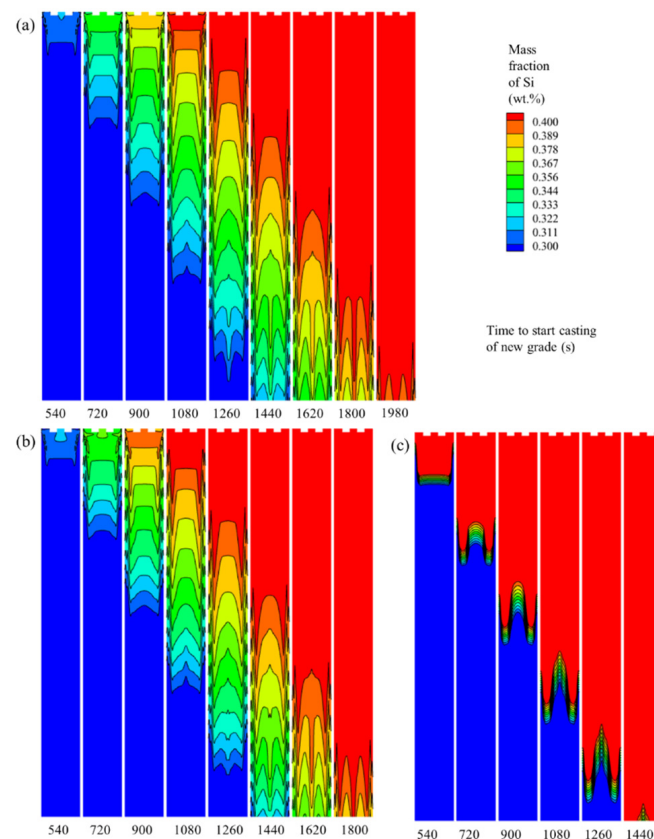 (a)
Mass
fraction
of Si
(wt.%)
0.400
0.389
0.378
0.367
0.356
0.344
0.333
0.322
0.311
0.300
Time to start casting
of new grade (s)
540 720 900 1080 1260 1440 1620 1800 1980
(b)
(c)
540 720 900 1080 1260 1440 1620 1800
540 720 900 1080 1260 1440